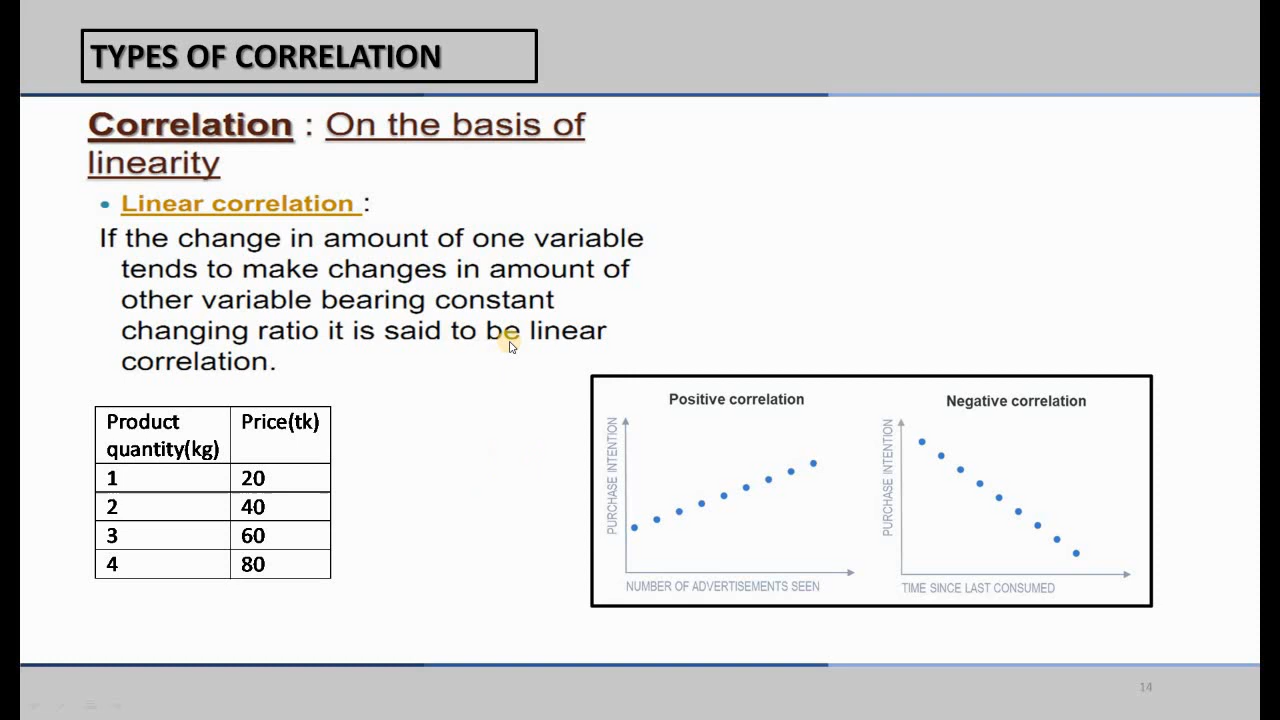 TYPES OF CORRELATION
Correlation : On the basis of
linearity
• Linear correlation :
If the change in amount of one variable
tends to make changes in amount of
other variable bearing constant
changing ratio it is said to be linear
correlation.
Product quantity(kg) Price(tk)
1 20
2 40
3 60
4 80
Positive correlation
PURCHASE INTENTION
NUMBER OF ADVERTISEMENTS SEEN
Negative correlation
PURCHASE INTENTION
TIME SINCE LAST CONSUMED
14